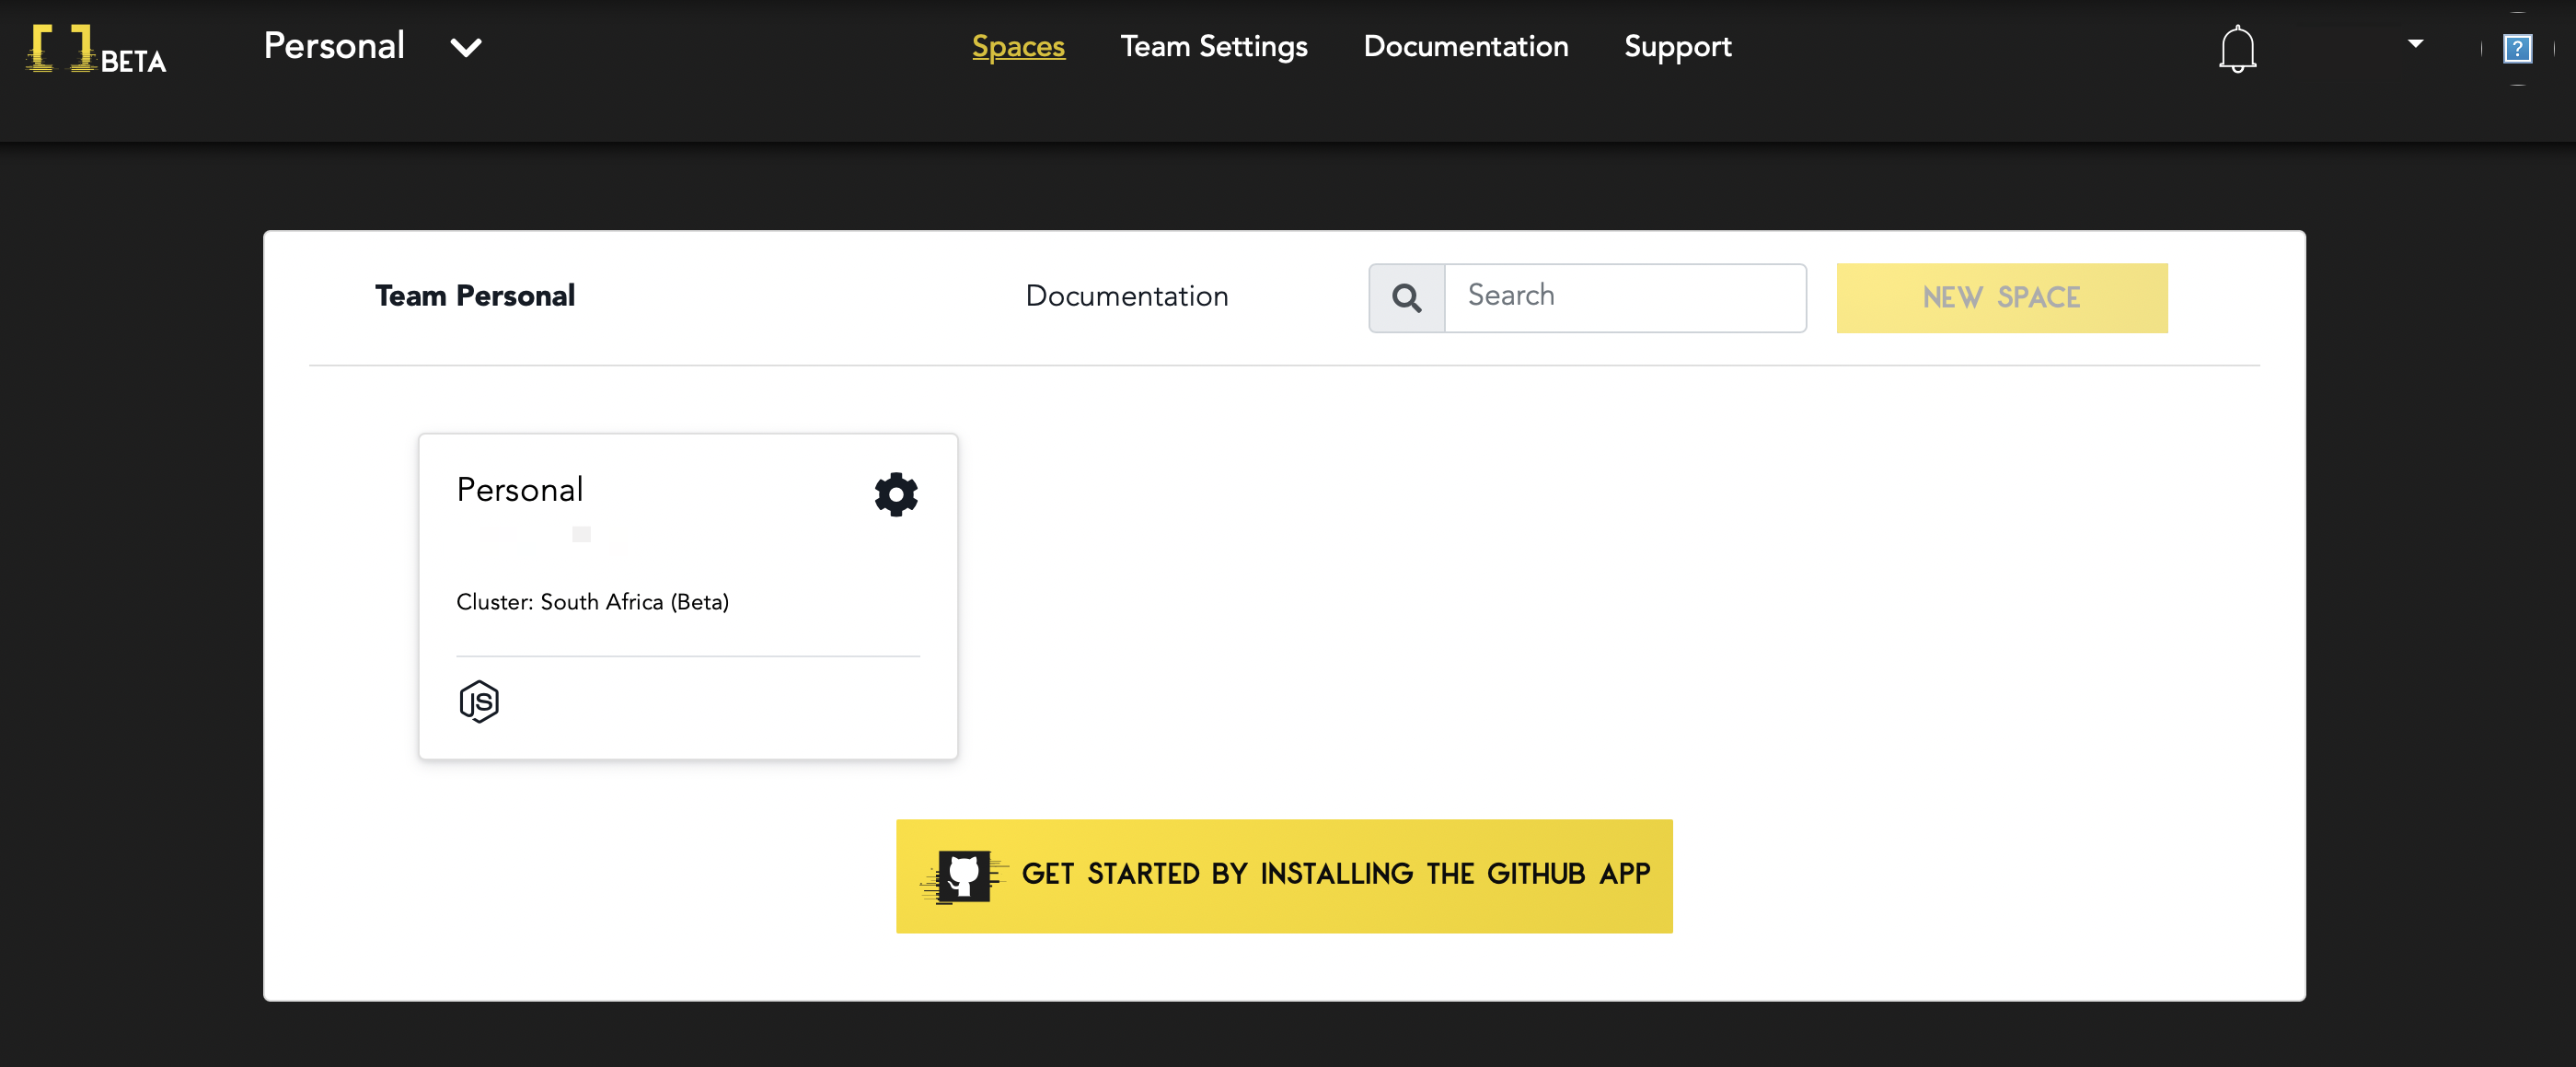 [ ] BETA
Personal
Spaces Team Settings Documentation Support
?
Team Personal
Documentation
Search
NEW SPACE
Personal
Cluster: South Africa (Beta)
JS
GET STARTED BY INSTALLING THE GITHUB APP